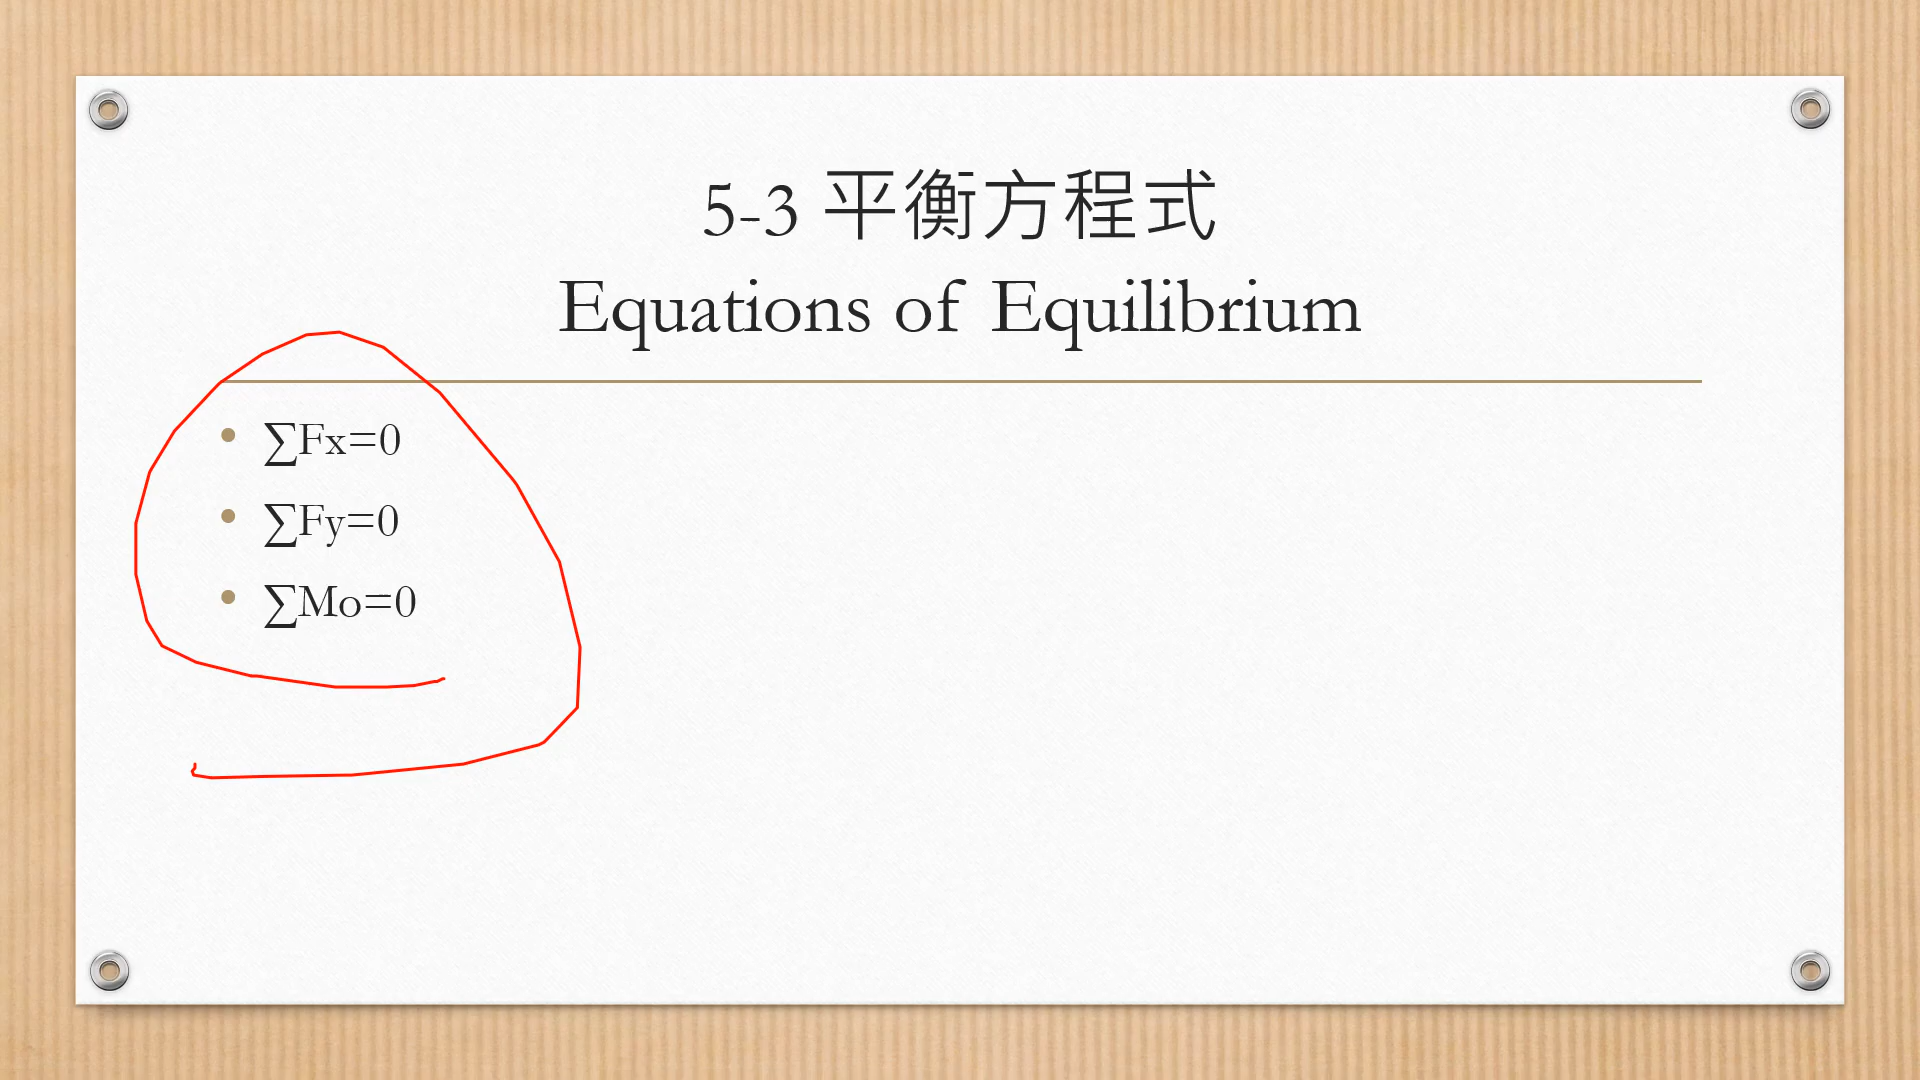 5-3 平衡方程式
Equations of Equilibrium
• ∑Fx=0
• ∑Fy=0
• ∑Mo=0